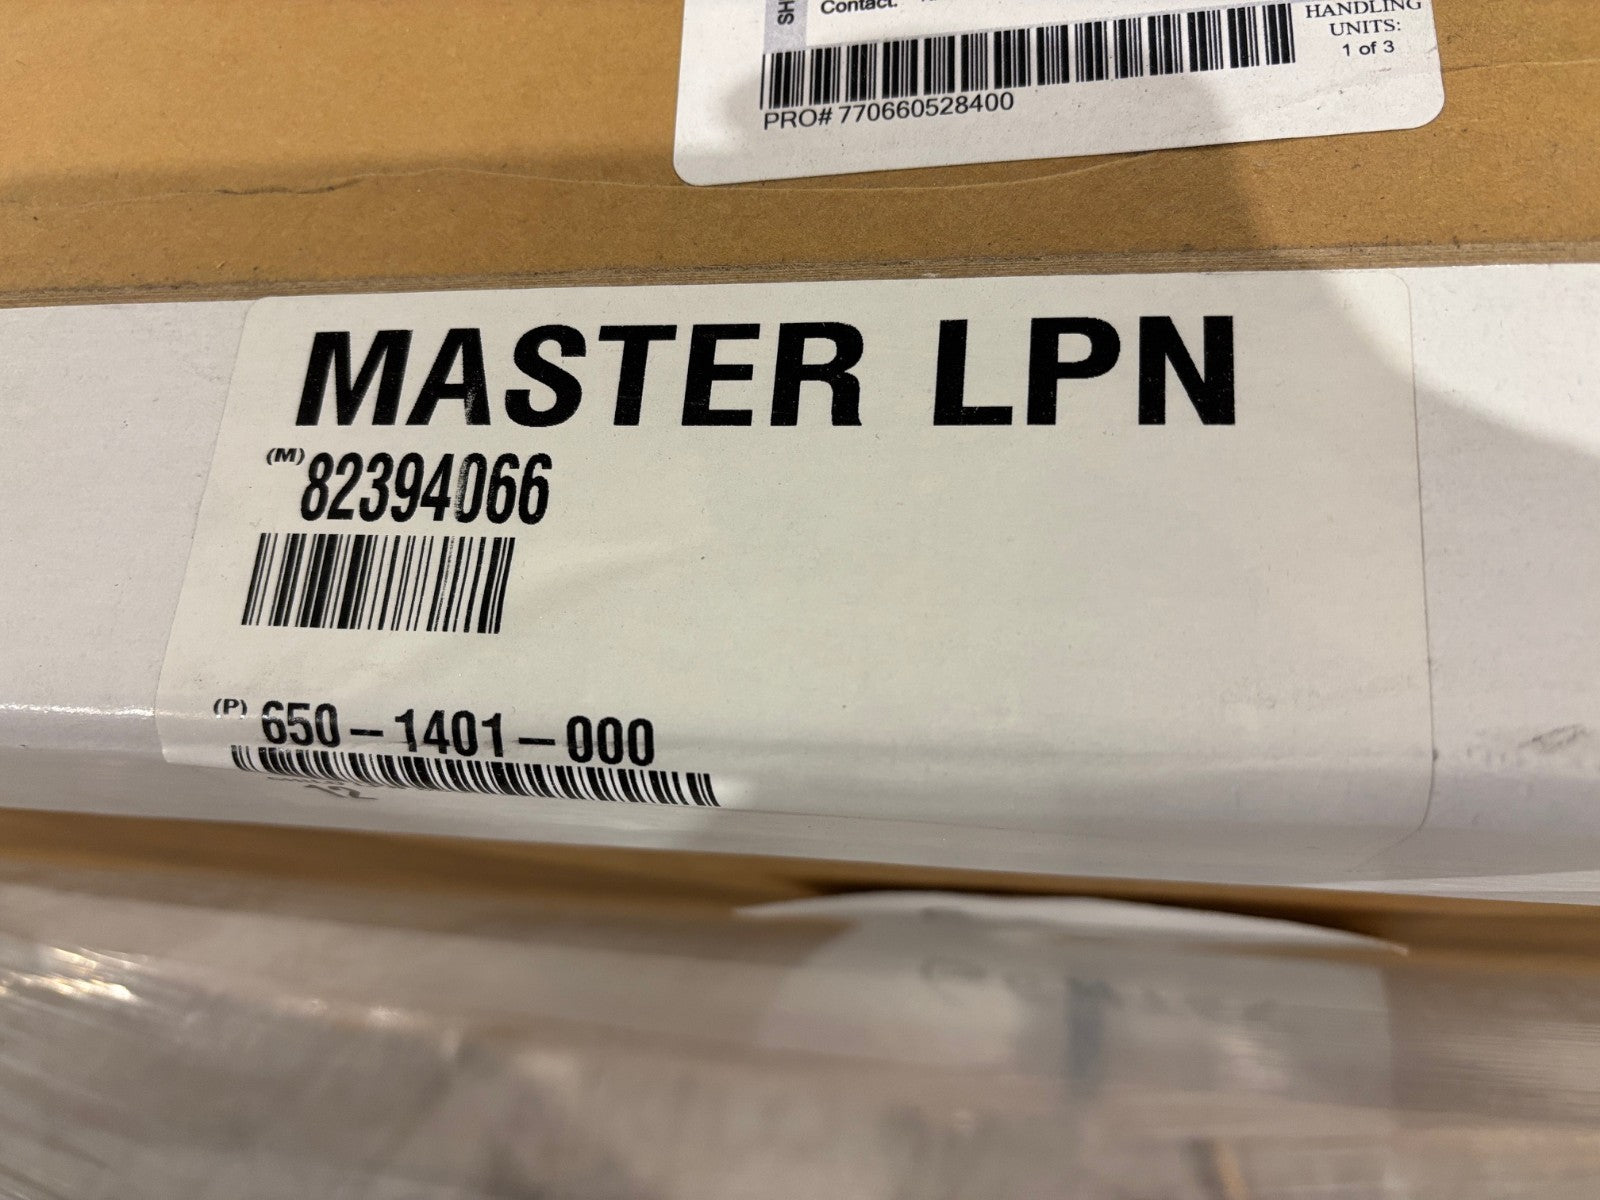 SH
Contact:
HANDLING
UNITS:
1 of 3
PRO# 770660528400
MASTER LPN
(M) 82394066
(P) 650-1401-000